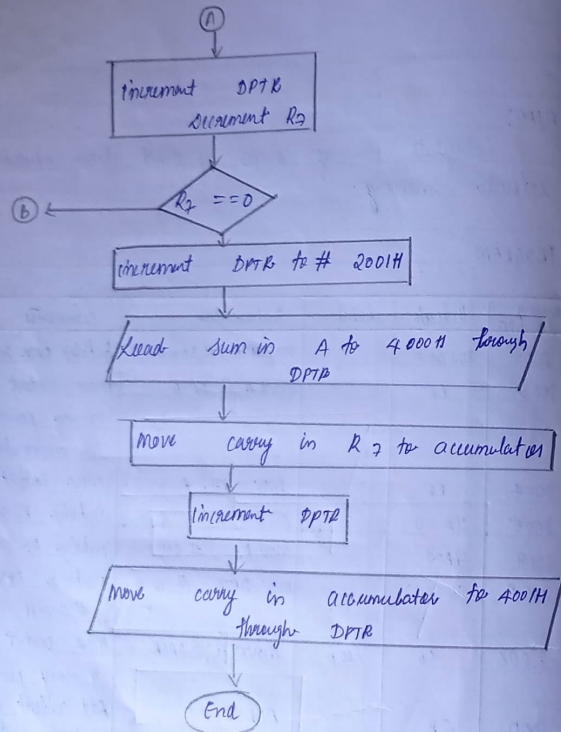 A
increment DPTR
Decrement R7
B
R7 ==0
increment DPTR to # 2001H
Load sum in A to 4000H through
DPTR
Move carry in R7 to accumulator
increment DPTR
Move carry in accumulator to 4001H
through DPTR
End